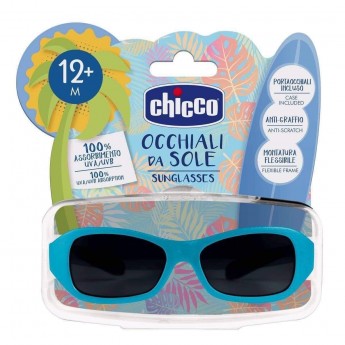 12+
M
chicco
OCCHIALI
DA SOLE
SUNGLASSES
100%
ASSORBIMENTO
UVA/UVB
100%
UVA/UVB ABSORPTION
PORTAOCCHIALI
INCLUSO
CASE
INCLUDED
ANTI-GRAFFIO
ANTI-SCRATCH
MONTATURA
FLESSIBILE
FLEXIBLE FRAME